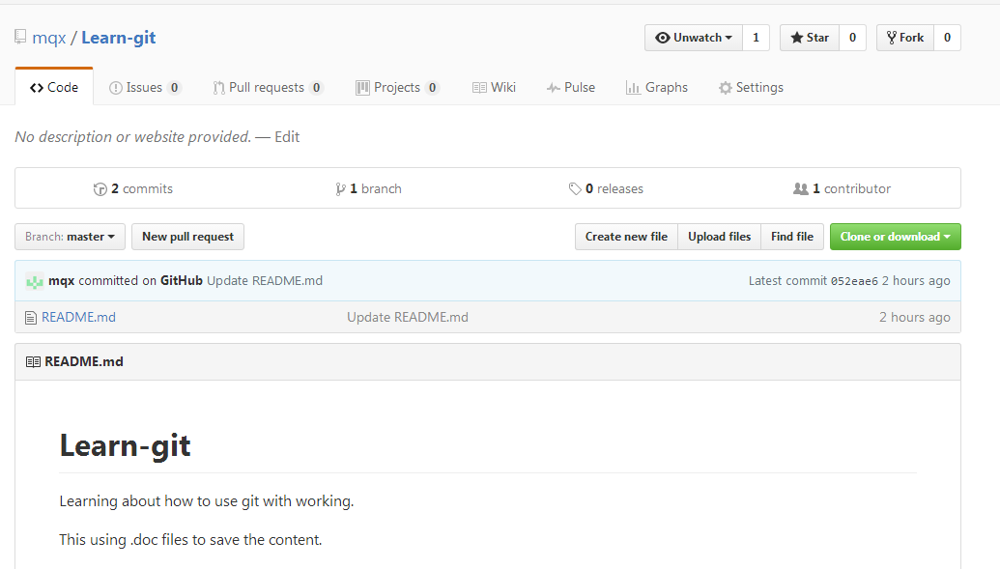 mqx / Learn-git
Unwatch 1 Star 0 Fork 0
Code Issues 0 Pull requests 0 Projects 0 Wiki Pulse Graphs Settings
No description or website provided. — Edit
2 commits 1 branch 0 releases 1 contributor
Branch: master New pull request Create new file Upload files Find file Clone or download
mqx committed on GitHub Update README.md Latest commit 052eae6 2 hours ago
README.md Update README.md 2 hours ago
README.md
Learn-git
Learning about how to use git with working.
This using .doc files to save the content.